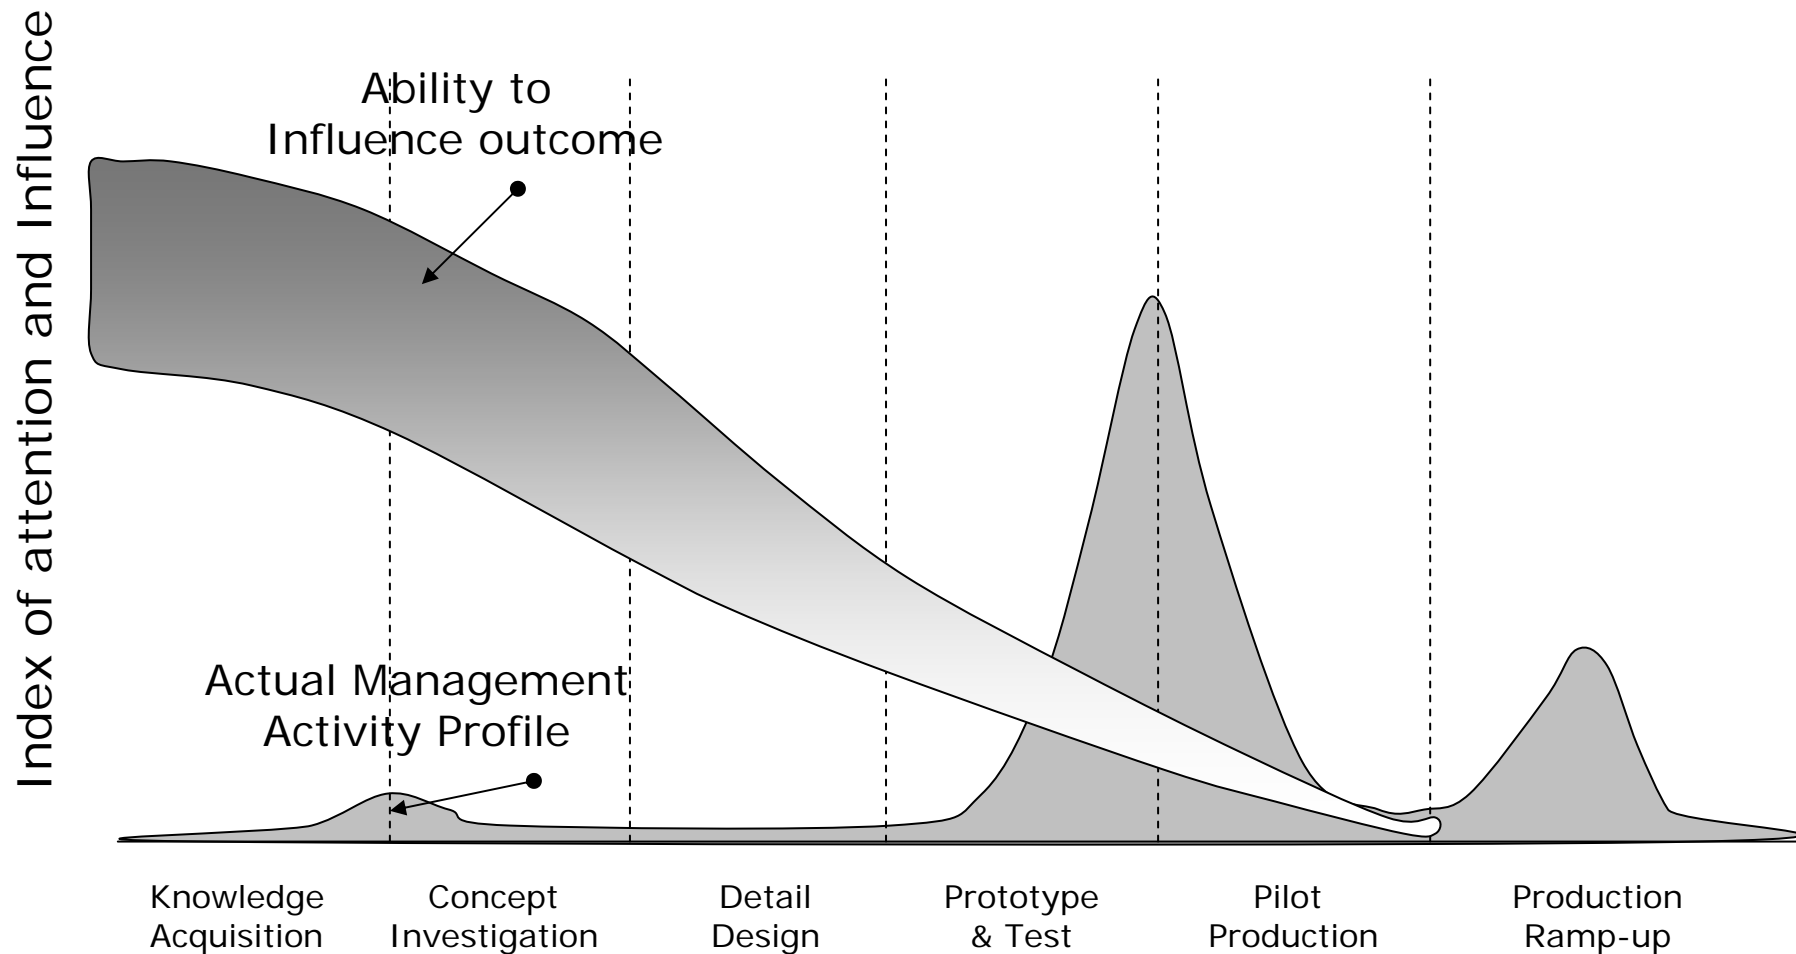 Index of attention and Influence
Ability to
Influence outcome
Actual Management
Activity Profile
Knowledge
Acquisition
Concept
Investigation
Detail
Design
Prototype
& Test
Pilot
Production
Production
Ramp-up